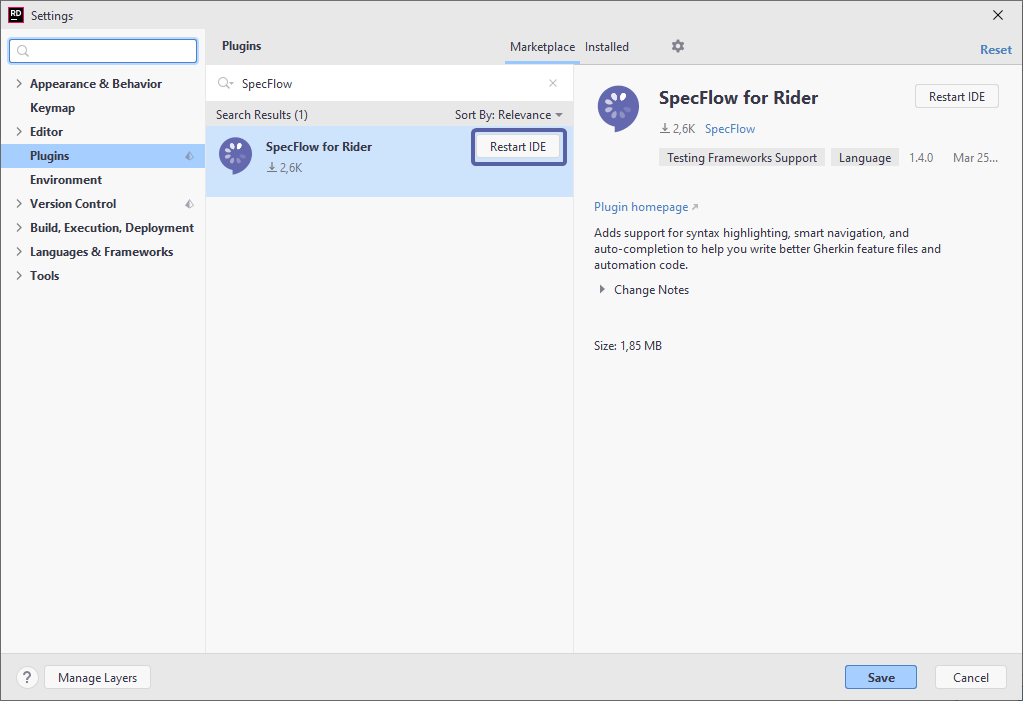 RD
Settings
Appearance & Behavior
Keymap
Editor
Plugins
Environment
Version Control
Build, Execution, Deployment
Languages & Frameworks
Tools
Plugins
Marketplace
Installed
Reset
SpecFlow
Search Results (1)
Sort By: Relevance
SpecFlow for Rider
2,6K
Restart IDE
SpecFlow for Rider
Restart IDE
2,6K SpecFlow
Testing Frameworks Support Language 1.4.0 Mar 25...
Plugin homepage
Adds support for syntax highlighting, smart navigation, and
auto-completion to help you write better Gherkin feature files and
automation code.
Change Notes
Size: 1,85 MB
?
Manage Layers
Save
Cancel